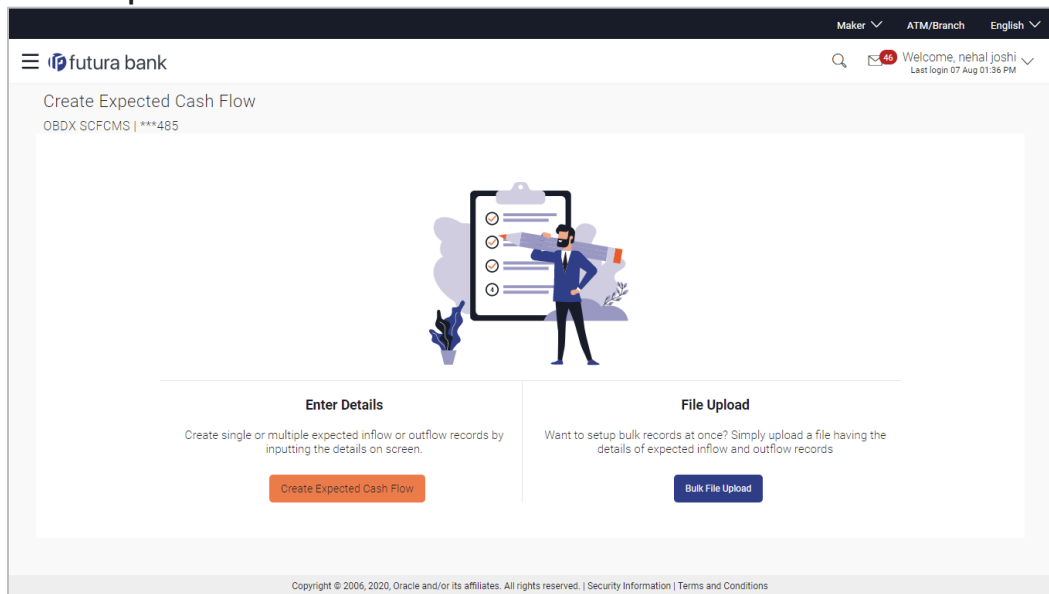 Maker ATM/Branch English
futura bank 46 Welcome, nehal joshi
Last login 07 Aug 01:36 PM
Create Expected Cash Flow
OBDX SCFCMS | ***485
4
Enter Details
Create single or multiple expected inflow or outflow records by
inputting the details on screen.
Create Expected Cash Flow
File Upload
Want to setup bulk records at once? Simply upload a file having the
details of expected inflow and outflow records
Bulk File Upload
Copyright © 2006, 2020, Oracle and/or its affiliates. All rights reserved. | Security Information | Terms and Conditions